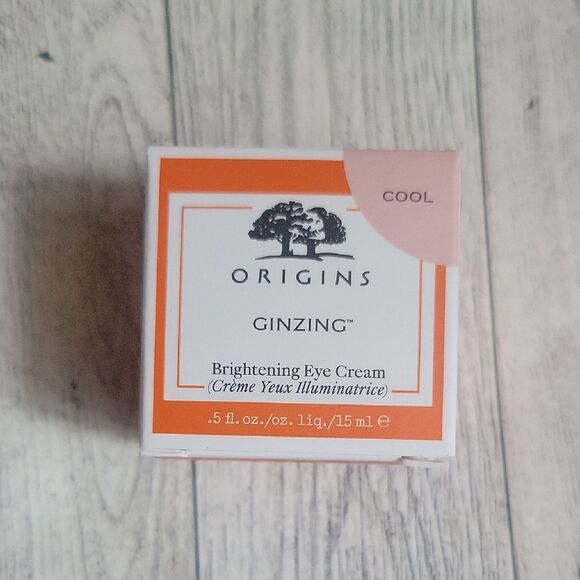 COOL
ORIGINS
GINZING™
Brightening Eye Cream
(Crème Yeux Illuminatrice)
.5 fl. oz./oz. liq./15 ml ℮